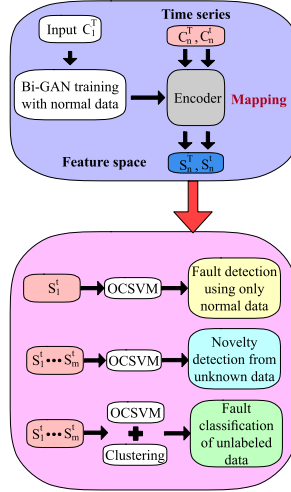 Input C₁ᵀ
Time series
Cₙᵀ, Cₙᵗ
Bi-GAN training
with normal data
Encoder
Mapping
Feature space
Sₙᵀ, Sₙᵗ
S₁ᵗ
OCSVM
Fault detection
using only
normal data
S₁ᵗ ••• Sₘᵗ
OCSVM
Novelty
detection from
unknown data
S₁ᵗ ••• Sₘᵗ
OCSVM
+
Clustering
Fault
classification
of unlabeled
data